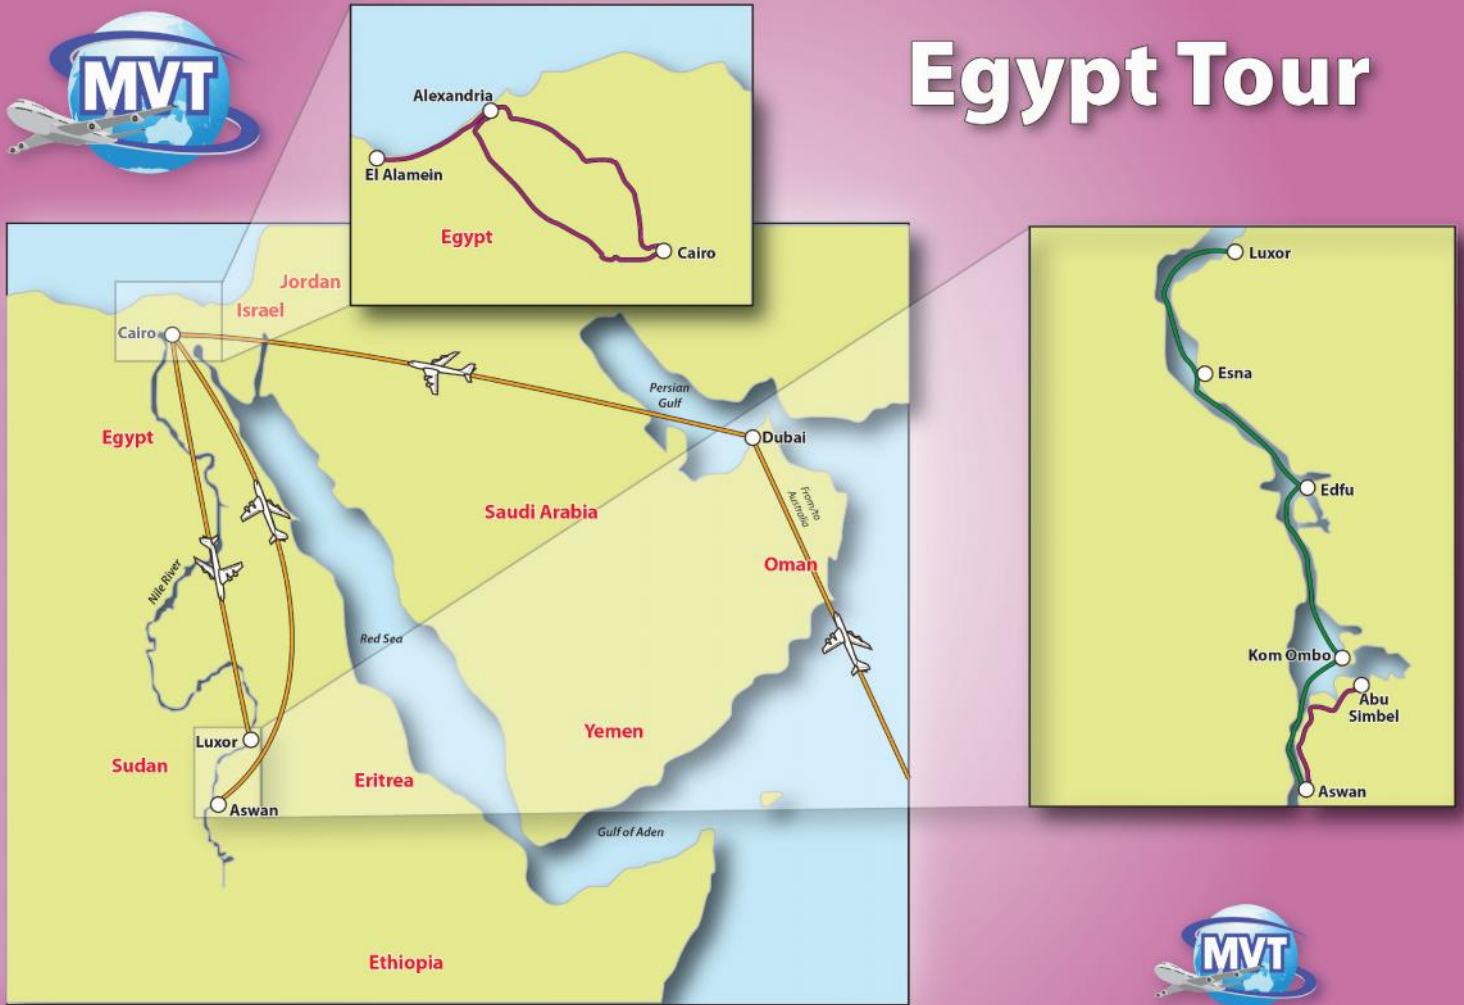 MVT
Egypt Tour
Alexandria
El Alamein
Egypt
Cairo
Jordan
Israel
Cairo
Egypt
Persian
Gulf
Dubai
From/to
Australia
Saudi Arabia
Oman
Nile River
Red Sea
Yemen
Luxor
Sudan
Eritrea
Aswan
Gulf of Aden
Ethiopia
Luxor
Esna
Edfu
Kom Ombo
Abu
Simbel
Aswan
MVT